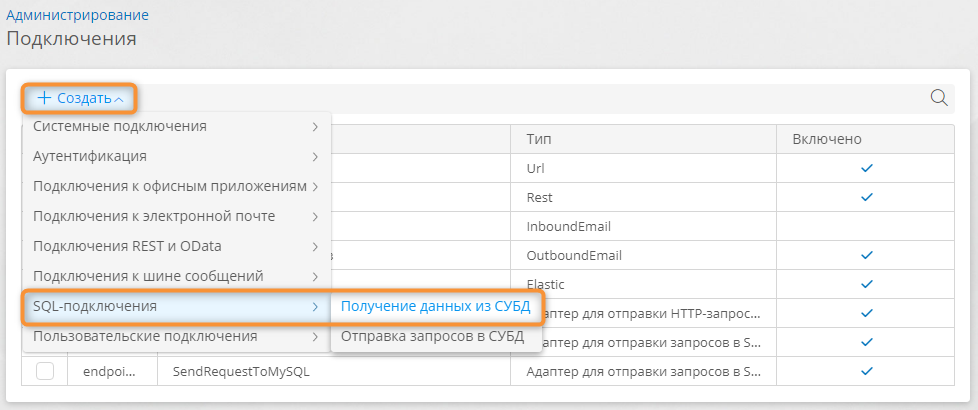 Администрирование
Подключения
Создать
Тип Включено
Системные подключения
Аутентификация
Url
Подключения к офисным приложениям
Rest
Подключения к электронной почте
InboundEmail
Подключения REST и OData
OutboundEmail
Подключения к шине сообщений
Elastic
SQL-подключения
Получение данных из СУБД
даптер для отправки HTTP-запрос...
Пользовательские подключения
Отправка запросов в СУБД
даптер для отправки запросов в S...
endpoi... SendRequestToMySQL Адаптер для отправки запросов в S...